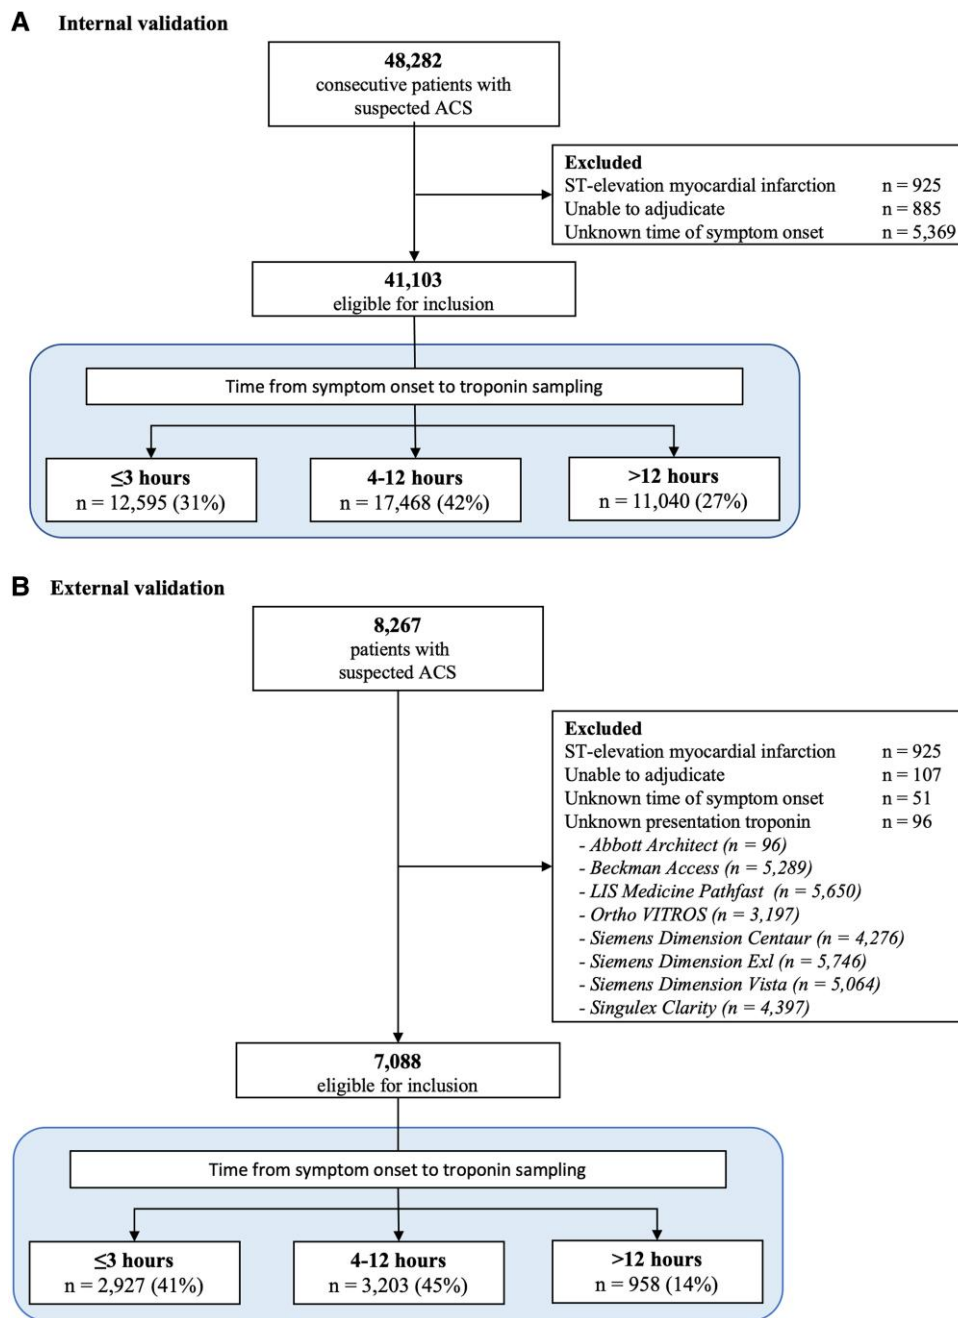 A Internal validation
48,282
consecutive patients with
suspected ACS
Excluded
ST-elevation myocardial infarction n = 925
Unable to adjudicate n = 885
Unknown time of symptom onset n = 5,369
41,103
eligible for inclusion
Time from symptom onset to troponin sampling
≤3 hours
n = 12,595 (31%)
4-12 hours
n = 17,468 (42%)
>12 hours
n = 11,040 (27%)
B External validation
8,267
patients with
suspected ACS
Excluded
ST-elevation myocardial infarction n = 925
Unable to adjudicate n = 107
Unknown time of symptom onset n = 51
Unknown presentation troponin n = 96
- Abbott Architect (n = 96)
- Beckman Access (n = 5,289)
- LIS Medicine Pathfast (n = 5,650)
- Ortho VITROS (n = 3,197)
- Siemens Dimension Centaur (n = 4,276)
- Siemens Dimension Exl (n = 5,746)
- Siemens Dimension Vista (n = 5,064)
- Singulex Clarity (n = 4,397)
7,088
eligible for inclusion
Time from symptom onset to troponin sampling
≤3 hours
n = 2,927 (41%)
4-12 hours
n = 3,203 (45%)
>12 hours
n = 958 (14%)